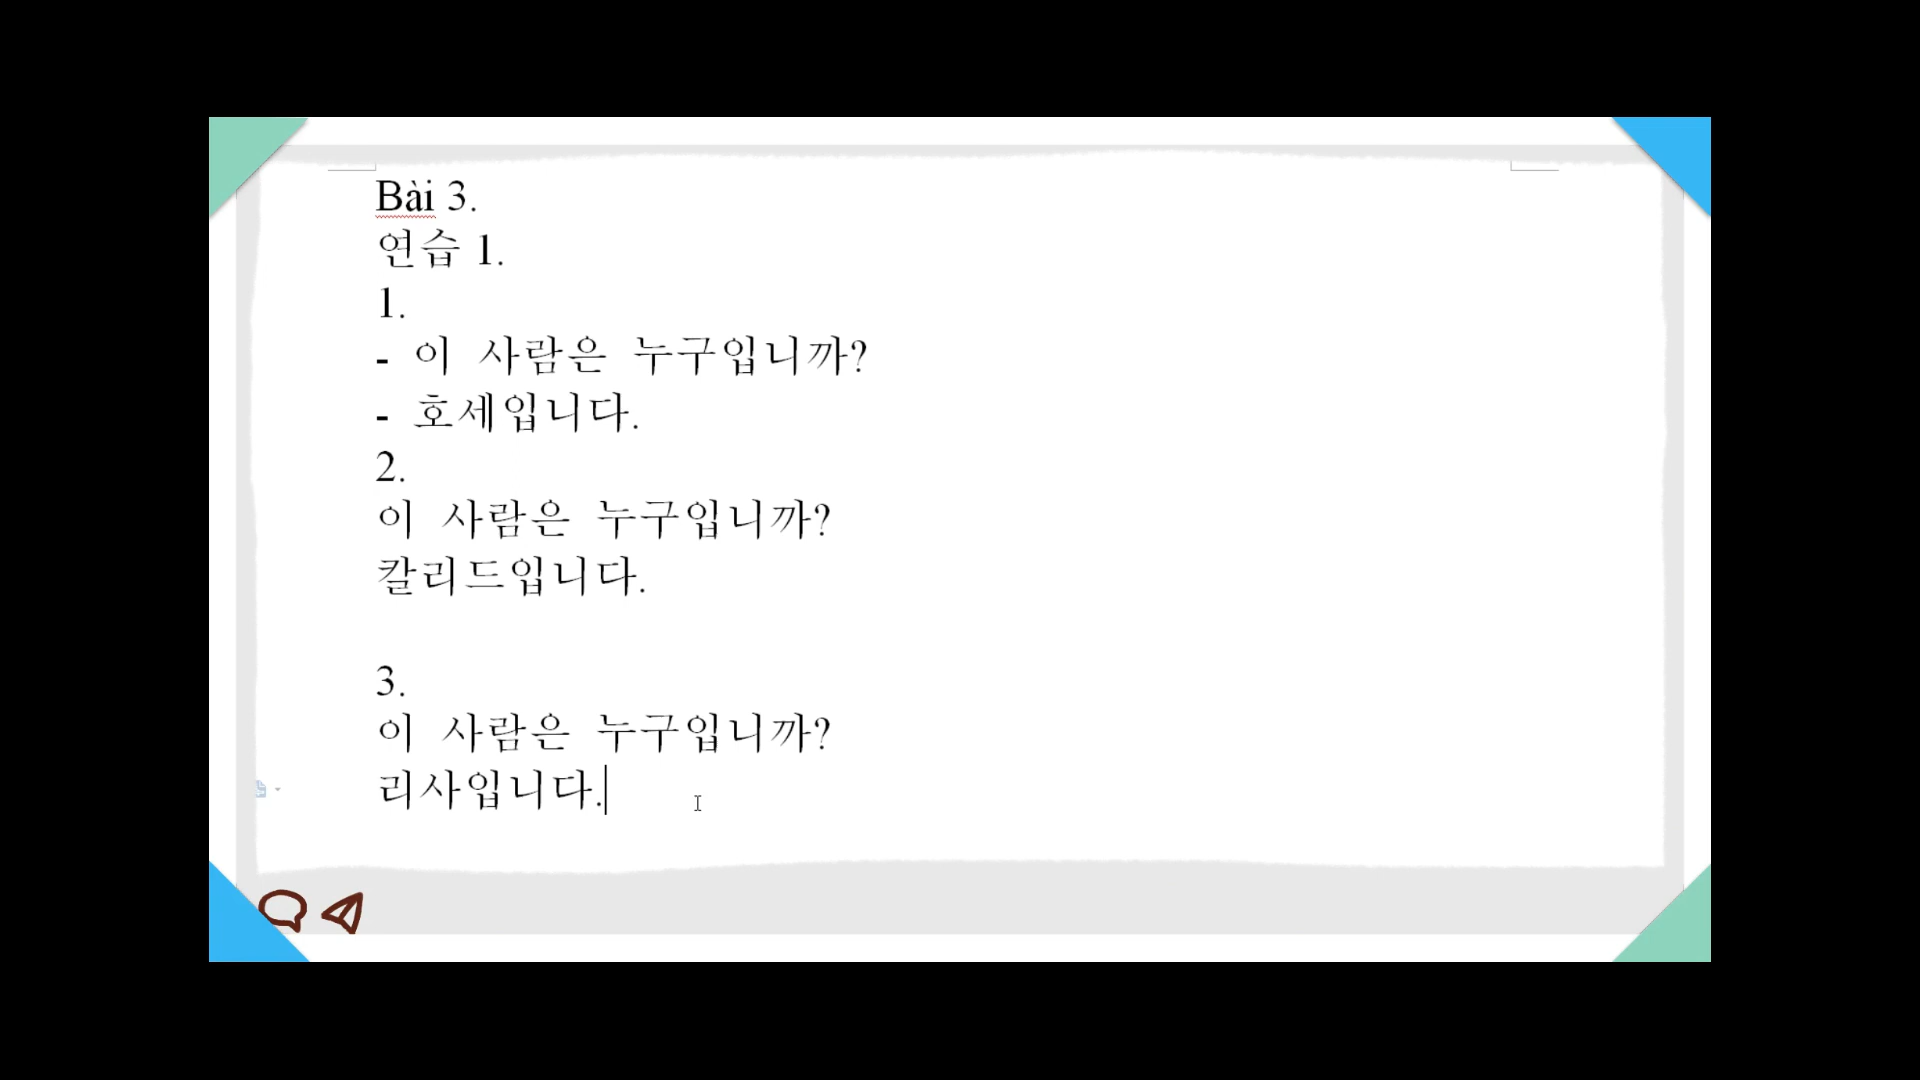 Bài 3.
연습 1.
1.
- 이 사람은 누구입니까?
- 호세입니다.
2.
이 사람은 누구입니까?
칼리드입니다.
3.
이 사람은 누구입니까?
리사입니다.